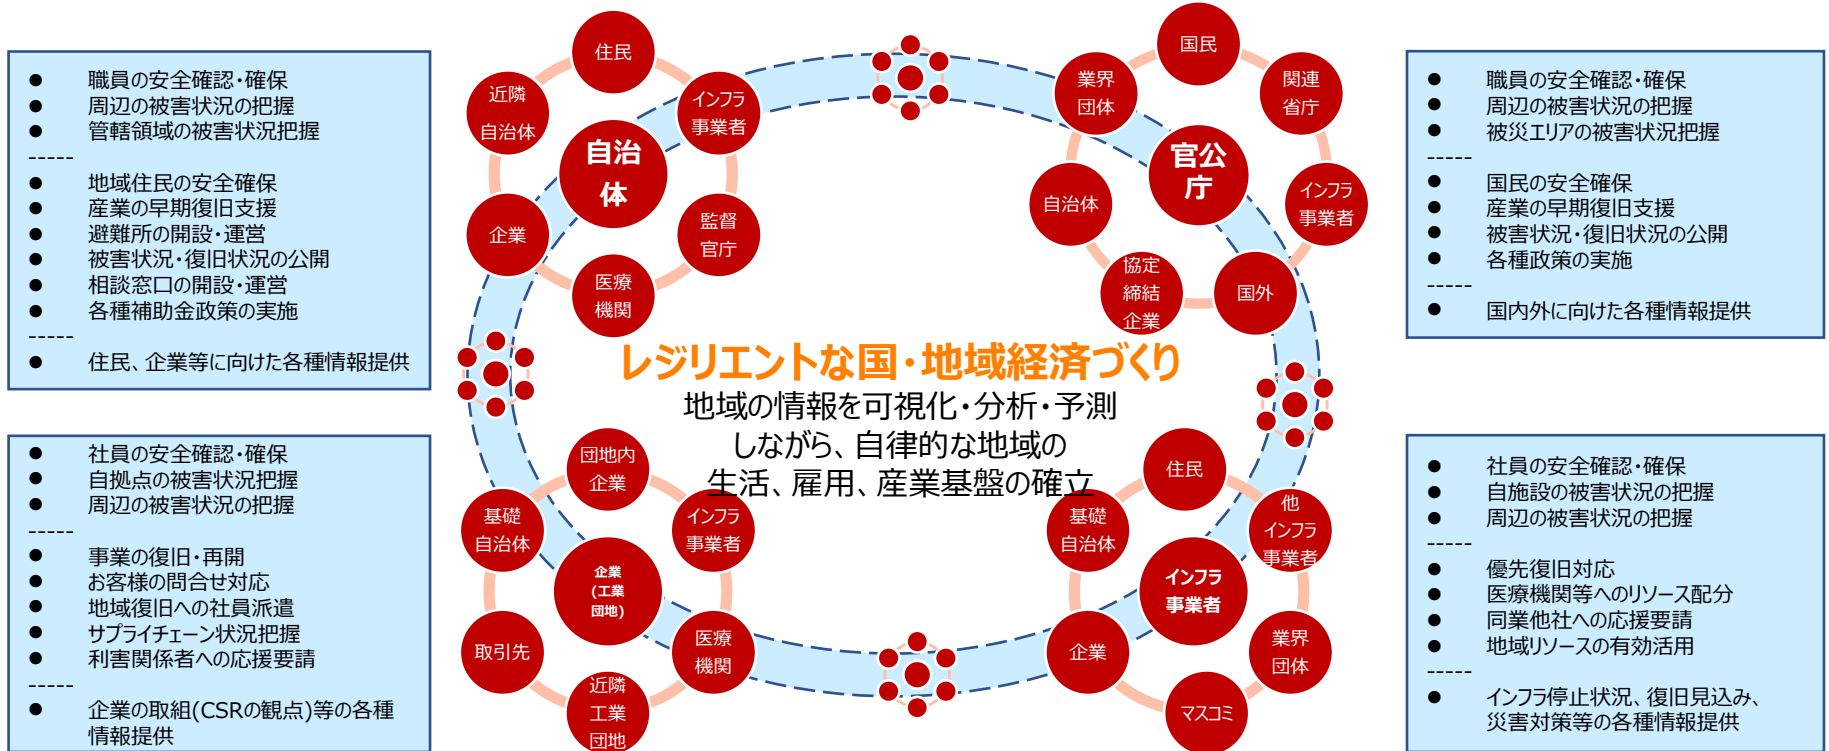 ● 職員の安全確認・確保
● 周辺の被害状況の把握
● 管轄領域の被害状況把握
-----
● 地域住民の安全確保
● 産業の早期復旧支援
● 避難所の開設・運営
● 被害状況・復旧状況の公開
● 相談窓口の開設・運営
● 各種補助金政策の実施
-----
● 住民、企業等に向けた各種情報提供
● 社員の安全確認・確保
● 自拠点の被害状況把握
● 周辺の被害状況の把握
-----
● 事業の復旧・再開
● お客様の問合せ対応
● 地域復旧への社員派遣
● サプライチェーン状況把握
● 利害関係者への応援要請
-----
● 企業の取組(CSRの観点)等の各種
情報提供
住民
近隣
自治体
インフラ
事業者
自治
体
企業
監督
官庁
医療
機関
国民
業界
団体
関連
省庁
官公
庁
自治体
インフラ
事業者
協定
締結
企業
国外
レジリエントな国・地域経済づくり
地域の情報を可視化・分析・予測
しながら、自律的な地域の
生活、雇用、産業基盤の確立
団地内
企業
基礎
自治体
インフラ
事業者
企業
(工業
団地)
取引先
医療
機関
近隣
工業
団地
住民
基礎
自治体
他
インフラ
事業者
インフラ
事業者
企業
業界
団体
マスコミ
● 職員の安全確認・確保
● 周辺の被害状況の把握
● 被災エリアの被害状況把握
-----
● 国民の安全確保
● 産業の早期復旧支援
● 被害状況・復旧状況の公開
● 各種政策の実施
-----
● 国内外に向けた各種情報提供
● 社員の安全確認・確保
● 自施設の被害状況の把握
● 周辺の被害状況の把握
-----
● 優先復旧対応
● 医療機関等へのリソース配分
● 同業他社への応援要請
● 地域リソースの有効活用
-----
● インフラ停止状況、復旧見込み、
災害対策等の各種情報提供